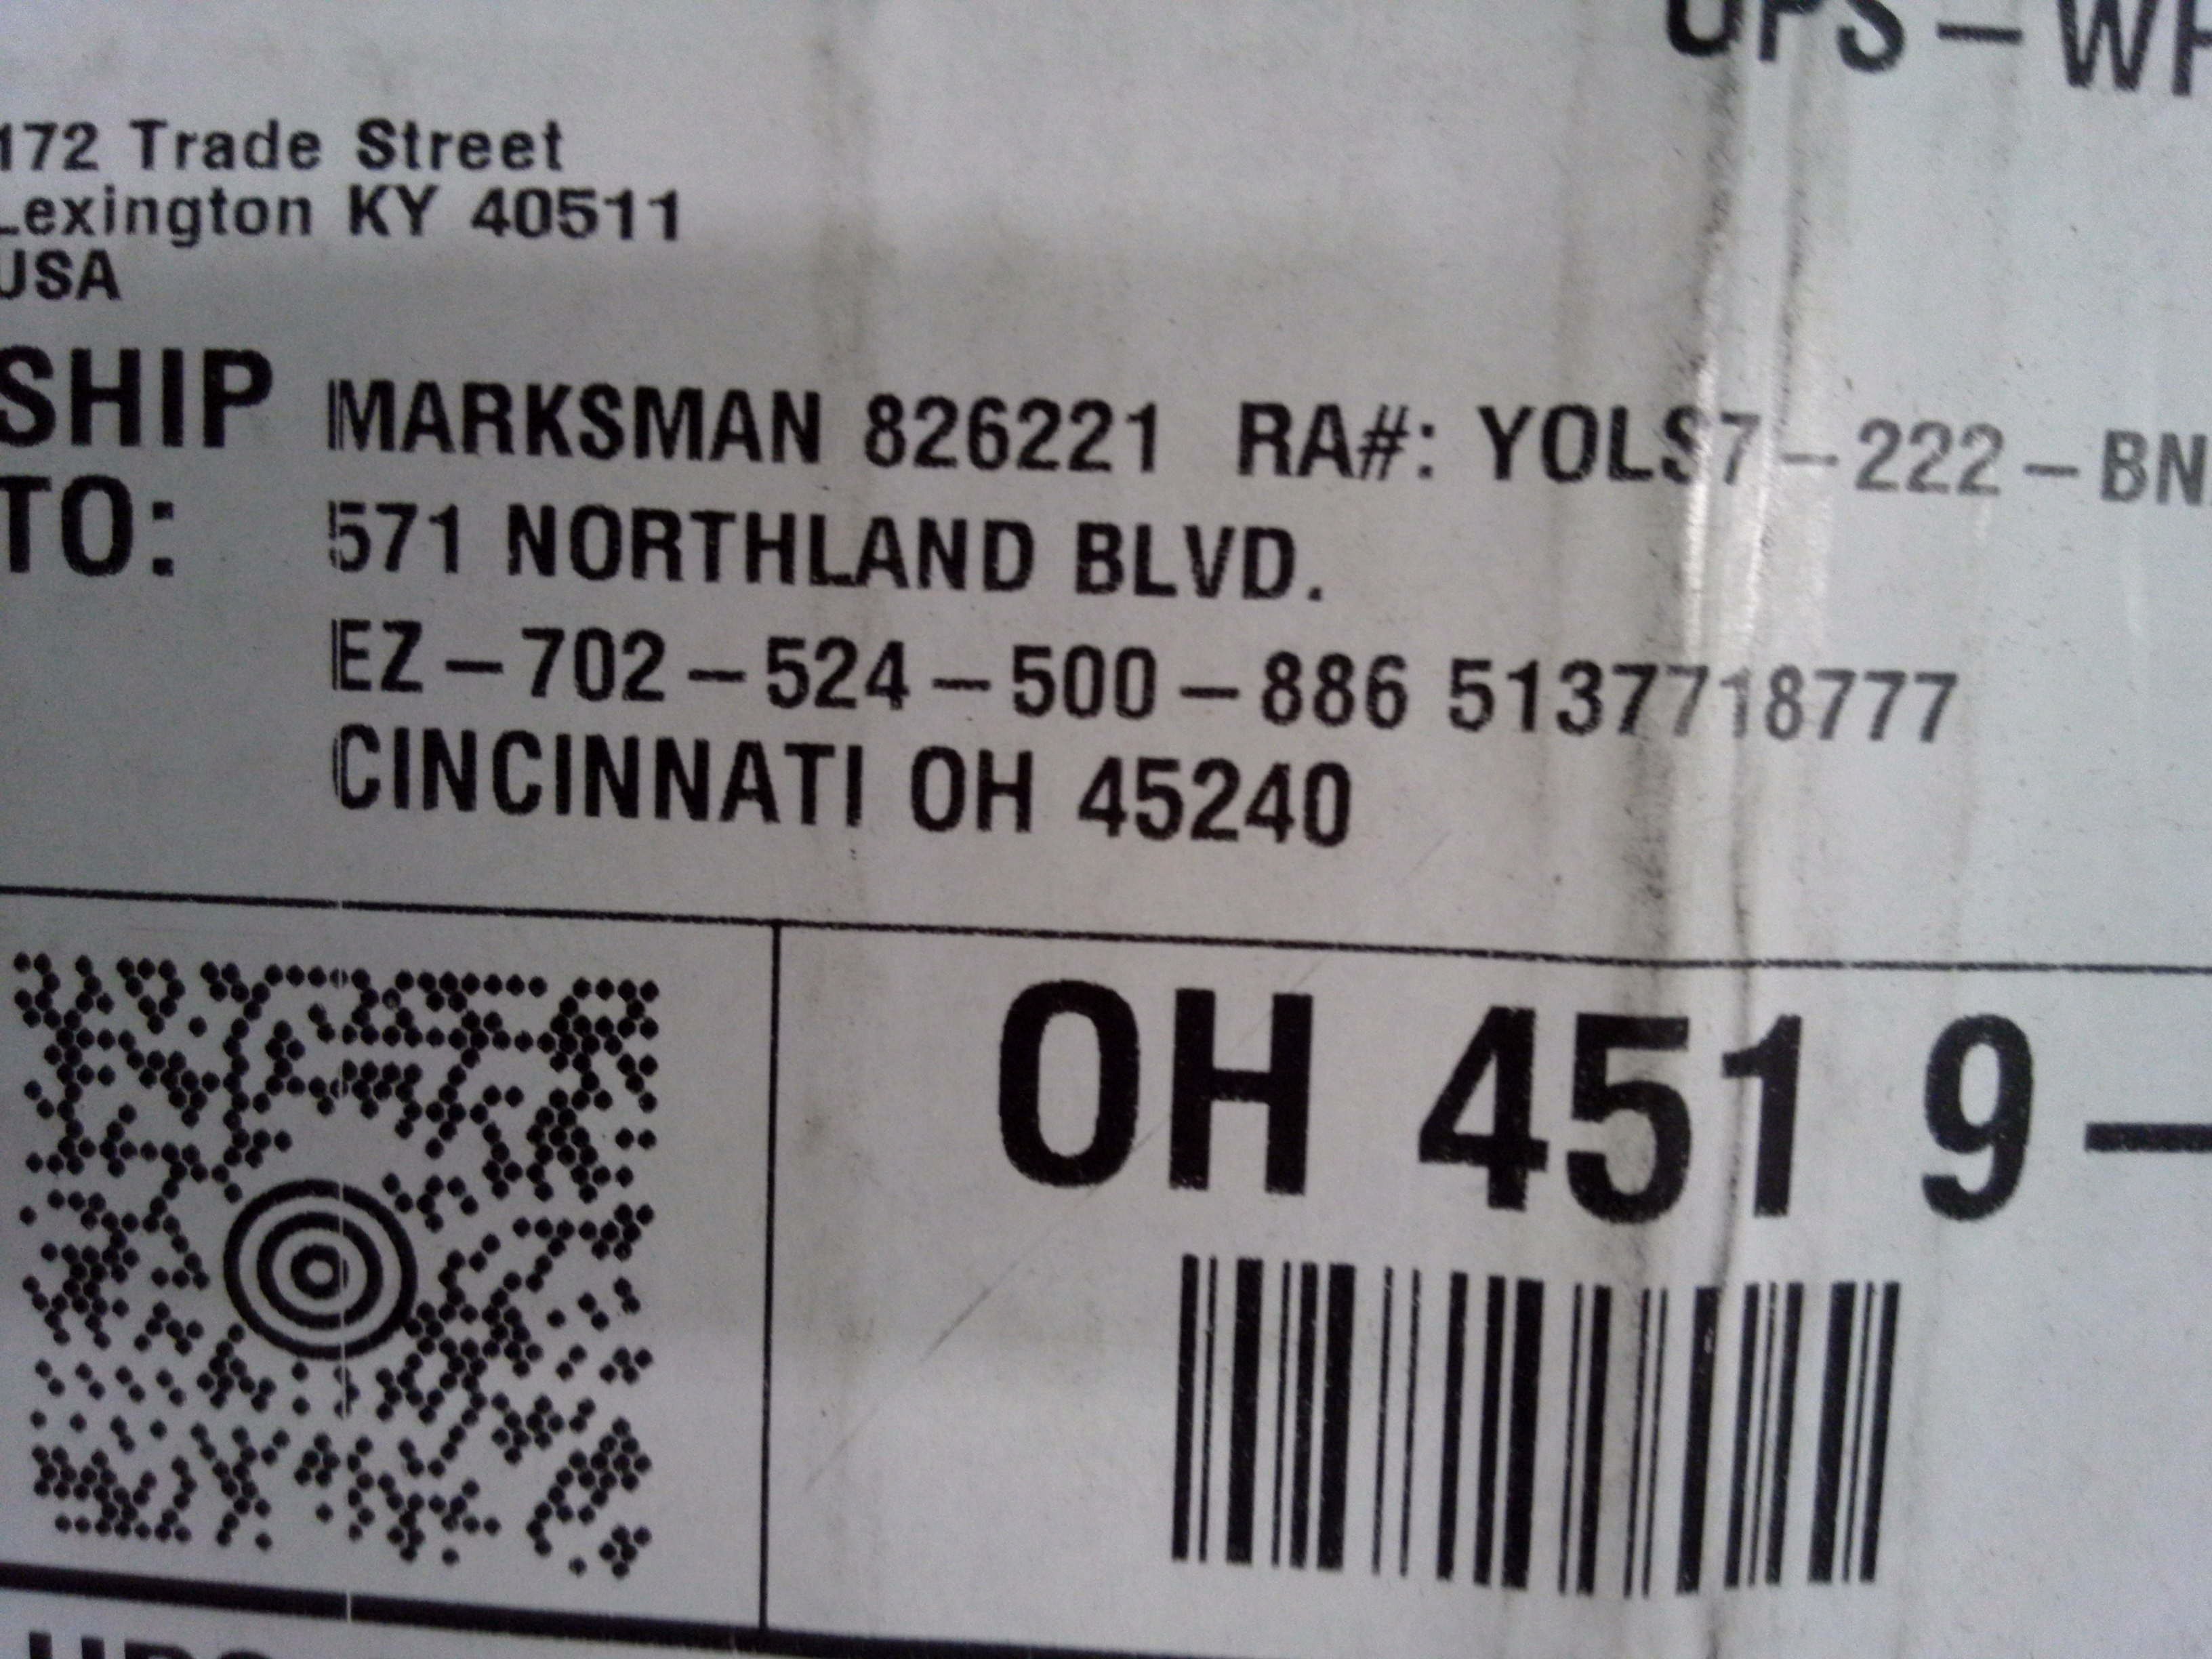 172 Trade Street
Lexington KY 40511
USA
SHIP TO:
MARKSMAN 826221 RA#: YOLS7-222-BN
571 NORTHLAND BLVD.
EZ-702-524-500-886 5137718777
CINCINNATI OH 45240
OH 451 9-